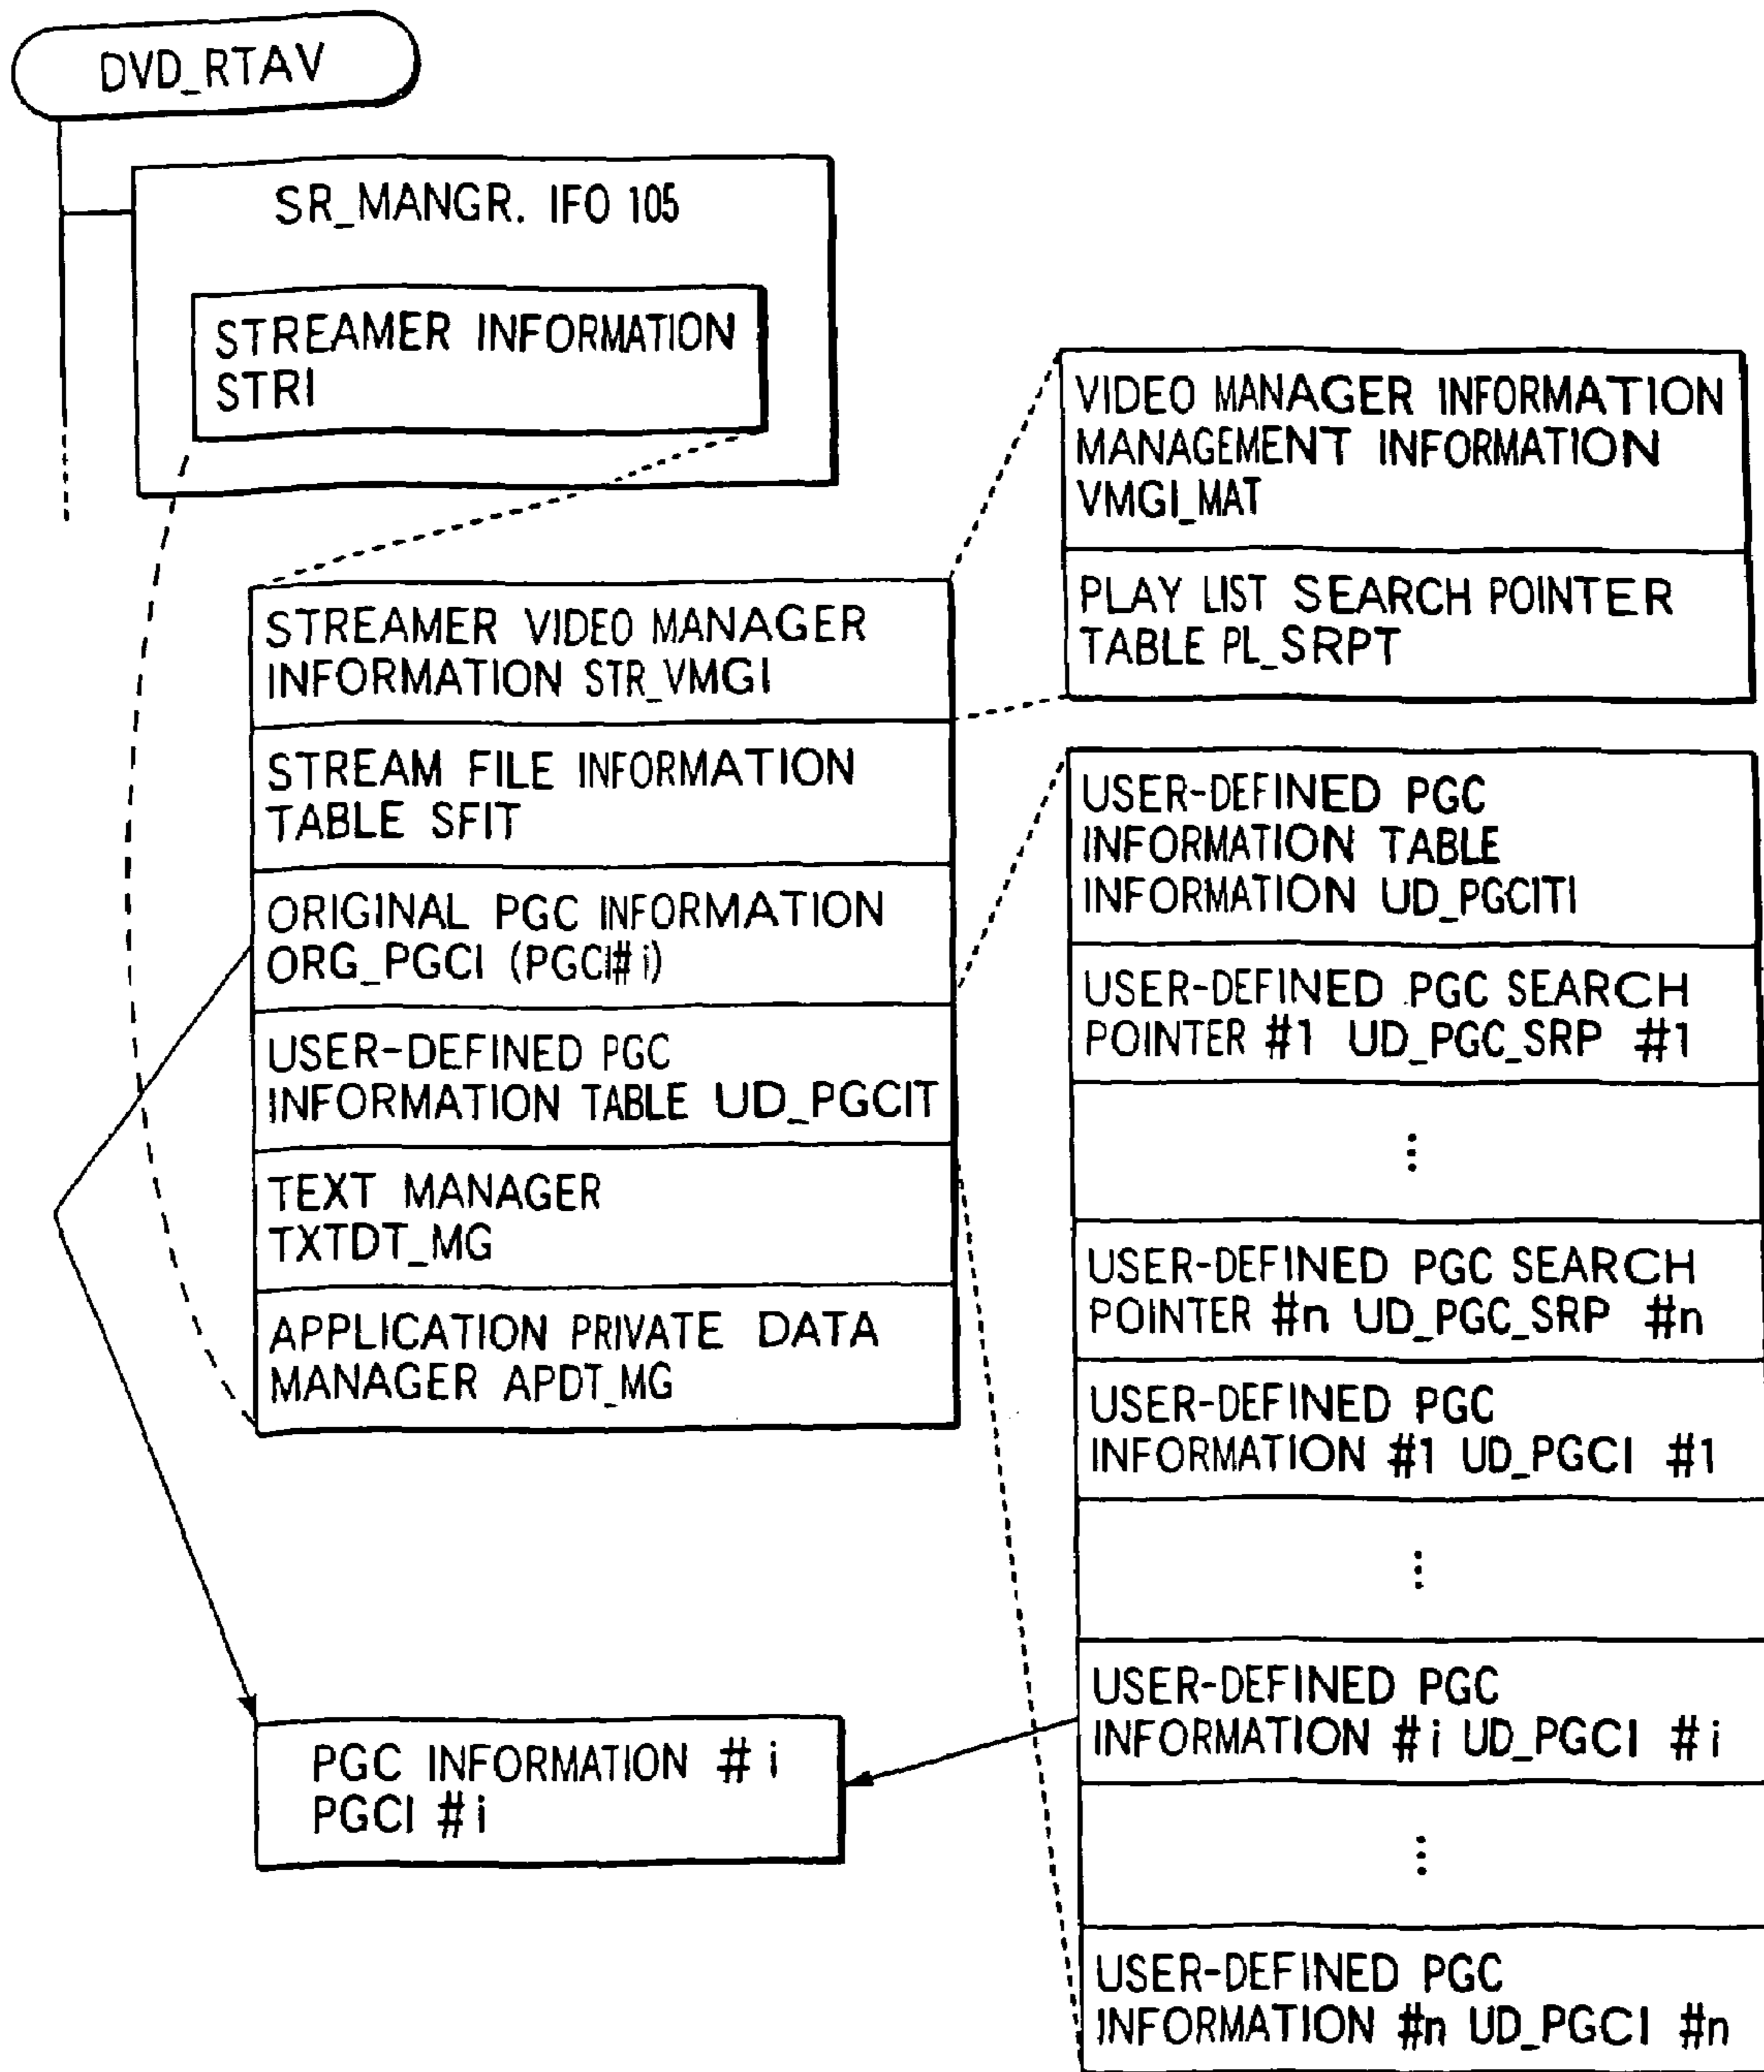 DVD_RTAV
SR_MANGR. IFO 105
STREAMER INFORMATION
STRI
STREAMER VIDEO MANAGER
INFORMATION STR_VMGI
STREAM FILE INFORMATION
TABLE SFIT
ORIGINAL PGC INFORMATION
ORG_PGCI (PGCI#i)
USER-DEFINED PGC
INFORMATION TABLE UD_PGCIT
TEXT MANAGER
TXTDT_MG
APPLICATION PRIVATE DATA
MANAGER APDT_MG
PGC INFORMATION #i
PGCI #i
VIDEO MANAGER INFORMATION
MANAGEMENT INFORMATION
VMGI_MAT
PLAY LIST SEARCH POINTER
TABLE PL_SRPT
USER-DEFINED PGC
INFORMATION TABLE
INFORMATION UD_PGCITI
USER-DEFINED PGC SEARCH
POINTER #1 UD_PGC_SRP #1
⋮
USER-DEFINED PGC SEARCH
POINTER #n UD_PGC_SRP #n
USER-DEFINED PGC
INFORMATION #1 UD_PGCI #1
⋮
USER-DEFINED PGC
INFORMATION #i UD_PGCI #i
⋮
USER-DEFINED PGC
INFORMATION #n UD_PGCI #n